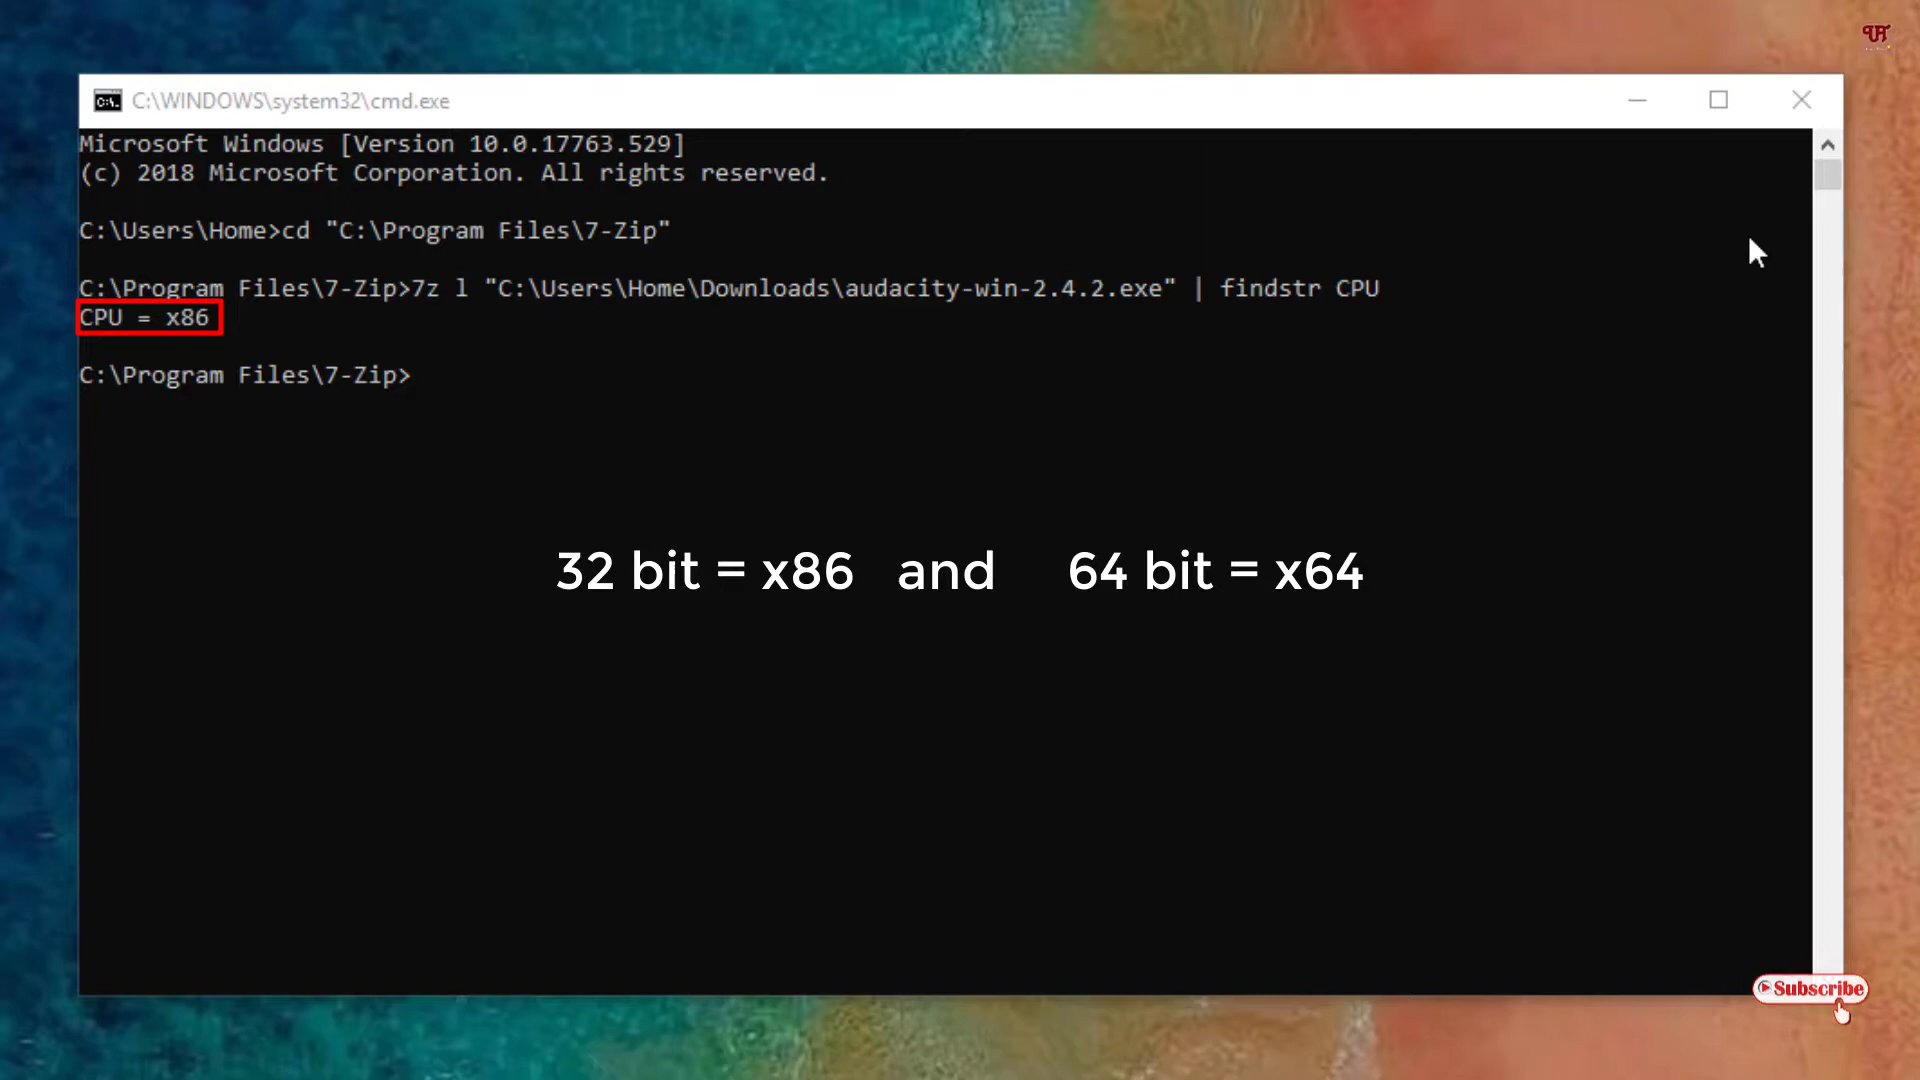 C:\WINDOWS\system32\cmd.exe
Microsoft Windows [Version 10.0.17763.529]
(c) 2018 Microsoft Corporation. All rights reserved.
C:\Users\Home>cd "C:\Program Files\7-Zip"
C:\Program Files\7-Zip>7z l "C:\Users\Home\Downloads\audacity-win-2.4.2.exe" | findstr CPU
CPU = x86
C:\Program Files\7-Zip>
32 bit = x86 and 64 bit = x64
Subscribe